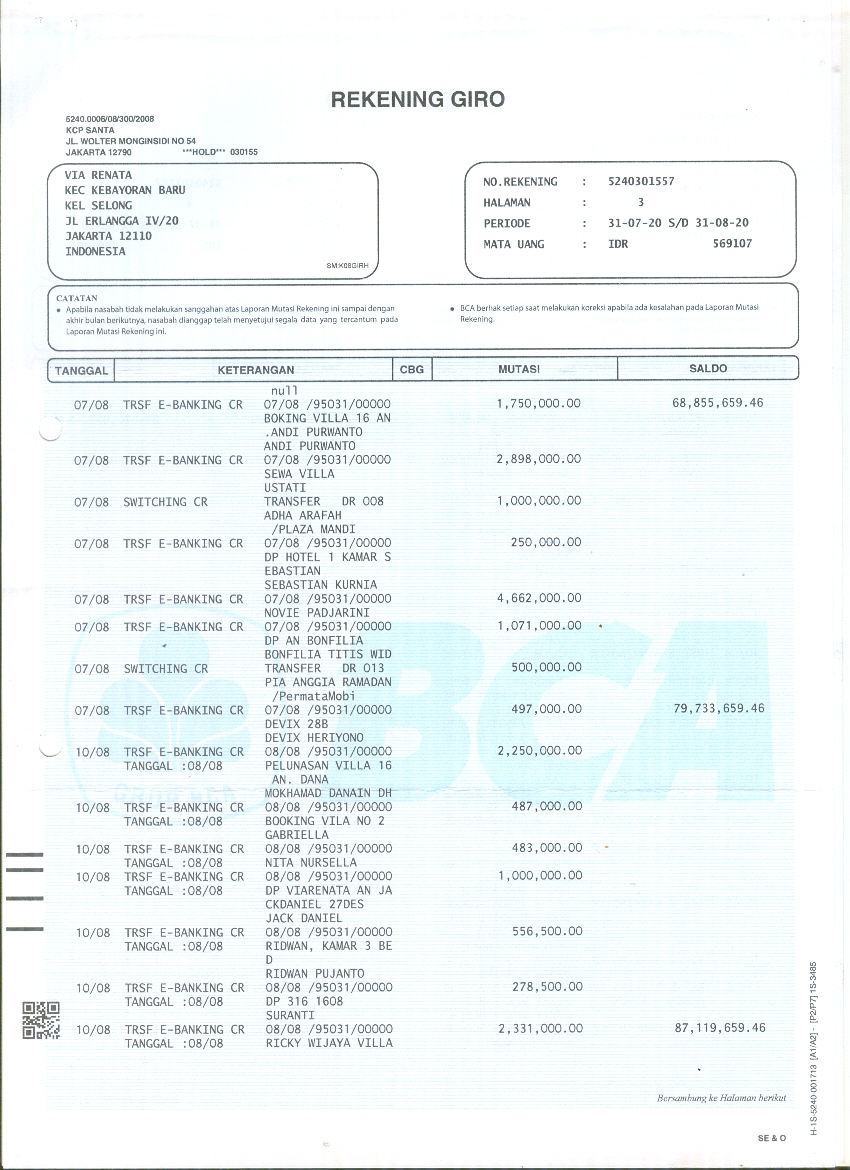 REKENING GIRO
5240.0006/08/300/2008
KCP SANTA
JL. WOLTER MONGINSIDI NO 54
JAKARTA 12790 ***HOLD*** 030155
VIA RENATA
KEC KEBAYORAN BARU
KEL SELONG
JL ERLANGGA IV/20
JAKARTA 12110
INDONESIA
SM:K08GIRH
NO.REKENING : 5240301557
HALAMAN : 3
PERIODE : 31-07-20 S/D 31-08-20
MATA UANG : IDR 569107
CATATAN
• Apabila nasabah tidak melakukan sanggahan atas Laporan Mutasi Rekening ini sampai dengan
akhir bulan berikutnya, nasabah dianggap telah menyetujui segala data yang tercantum pada
Laporan Mutasi Rekening ini.
• BCA berhak setiap saat melakukan koreksi apabila ada kesalahan pada Laporan Mutasi
Rekening.
TANGGAL KETERANGAN CBG MUTASI SALDO
null
07/08 TRSF E-BANKING CR 07/08 /95031/00000 1,750,000.00 68,855,659.46
BOKING VILLA 16 AN
.ANDI PURWANTO
ANDI PURWANTO
07/08 TRSF E-BANKING CR 07/08 /95031/00000 2,898,000.00
SEWA VILLA
USTATI
07/08 SWITCHING CR TRANSFER DR 008 1,000,000.00
ADHA ARAFAH
/PLAZA MANDI
07/08 TRSF E-BANKING CR 07/08 /95031/00000 250,000.00
DP HOTEL 1 KAMAR S
EBASTIAN
SEBASTIAN KURNIA
07/08 TRSF E-BANKING CR 07/08 /95031/00000 4,662,000.00
NOVIE PADJARINI
07/08 TRSF E-BANKING CR 07/08 /95031/00000 1,071,000.00
DP AN BONFILIA
BONFILIA TITIS WID
07/08 SWITCHING CR TRANSFER DR 013 500,000.00
PIA ANGGIA RAMADAN
/PermataMobi
07/08 TRSF E-BANKING CR 07/08 /95031/00000 497,000.00 79,733,659.46
DEVIX 28B
DEVIX HERIYONO
10/08 TRSF E-BANKING CR 08/08 /95031/00000 2,250,000.00
TANGGAL :08/08 PELUNASAN VILLA 16
AN. DANA
MOKHAMAD DANAIN DH
10/08 TRSF E-BANKING CR 08/08 /95031/00000 487,000.00
TANGGAL :08/08 BOOKING VILA NO 2
GABRIELLA
10/08 TRSF E-BANKING CR 08/08 /95031/00000 483,000.00
TANGGAL :08/08 NITA NURSELLA
10/08 TRSF E-BANKING CR 08/08 /95031/00000 1,000,000.00
TANGGAL :08/08 DP VIARENATA AN JA
CKDANIEL 27DES
JACK DANIEL
10/08 TRSF E-BANKING CR 08/08 /95031/00000 556,500.00
TANGGAL :08/08 RIDWAN, KAMAR 3 BE
D
RIDWAN PUJANTO
10/08 TRSF E-BANKING CR 08/08 /95031/00000 278,500.00
TANGGAL :08/08 DP 316 1608
SURANTI
10/08 TRSF E-BANKING CR 08/08 /95031/00000 2,331,000.00 87,119,659.46
TANGGAL :08/08 RICKY WIJAYA VILLA
BCA
Bersambung ke Halaman berikut
SE & O
H-1S-5240-001713 [A1/A2] - [P2/P7] 1S-3485